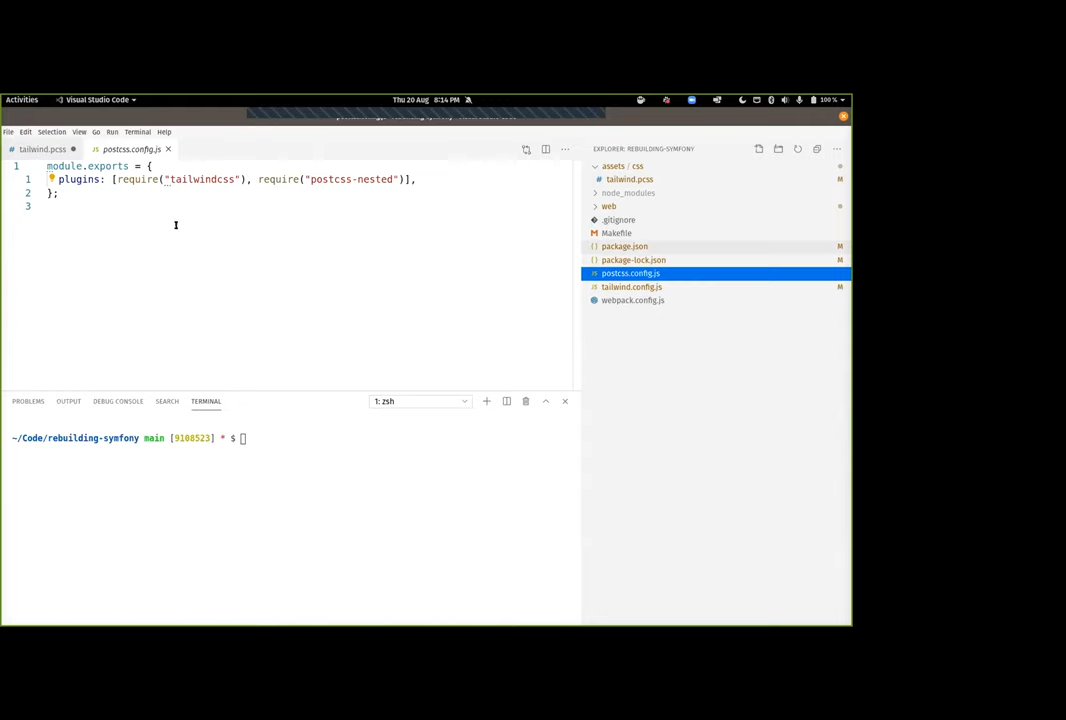 Activities Visual Studio Code Thu 20 Aug 8:14 PM 100 %
File Edit Selection View Go Run Terminal Help
tailwind.pcss postcss.config.js EXPLORER: REBUILDING-SYMFONY
1 module.exports = {
1 plugins: [require("tailwindcss"), require("postcss-nested")],
2 };
3
assets / css
tailwind.pcss M
node_modules
web
.gitignore
Makefile
package.json M
package-lock.json M
postcss.config.js
tailwind.config.js M
webpack.config.js
PROBLEMS OUTPUT DEBUG CONSOLE SEARCH TERMINAL 1: zsh
~/Code/rebuilding-symfony main [9108523] * $